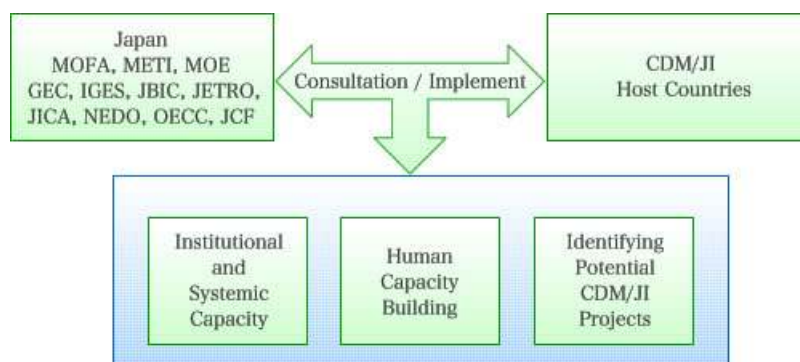 Japan
MOFA, METI, MOE
GEC, IGES, JBIC, JETRO,
JICA, NEDO, OECC, JCF
Consultation / Implement
CDM/JI
Host Countries
Institutional
and
Systemic
Capacity
Human
Capacity
Building
Identifying
Potential
CDM/JI
Projects